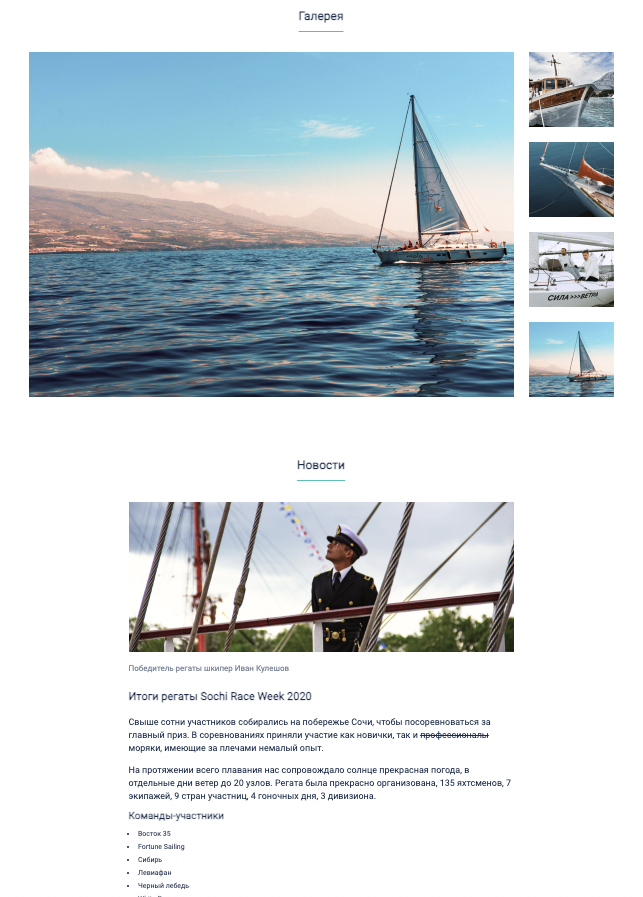 Галерея
СИЛА >>> ВЕТРА
Новости
Победитель регаты шкипер Иван Кулешов
Итоги регаты Sochi Race Week 2020
Свыше сотни участников собирались на побережье Сочи, чтобы посоревноваться за
главный приз. В соревнованиях приняли участие как новички, так и профессионалы
моряки, имеющие за плечами немалый опыт.
На протяжении всего плавания нас сопровождало солнце прекрасная погода, в
отдельные дни ветер до 20 узлов. Регата была прекрасно организована, 135 яхтсменов, 7
экипажей, 9 стран участниц, 4 гоночных дня, 3 дивизиона.
Команды-участники
• Восток 35
• Fortune Sailing
• Сибирь
• Левиафан
• Черный лебедь